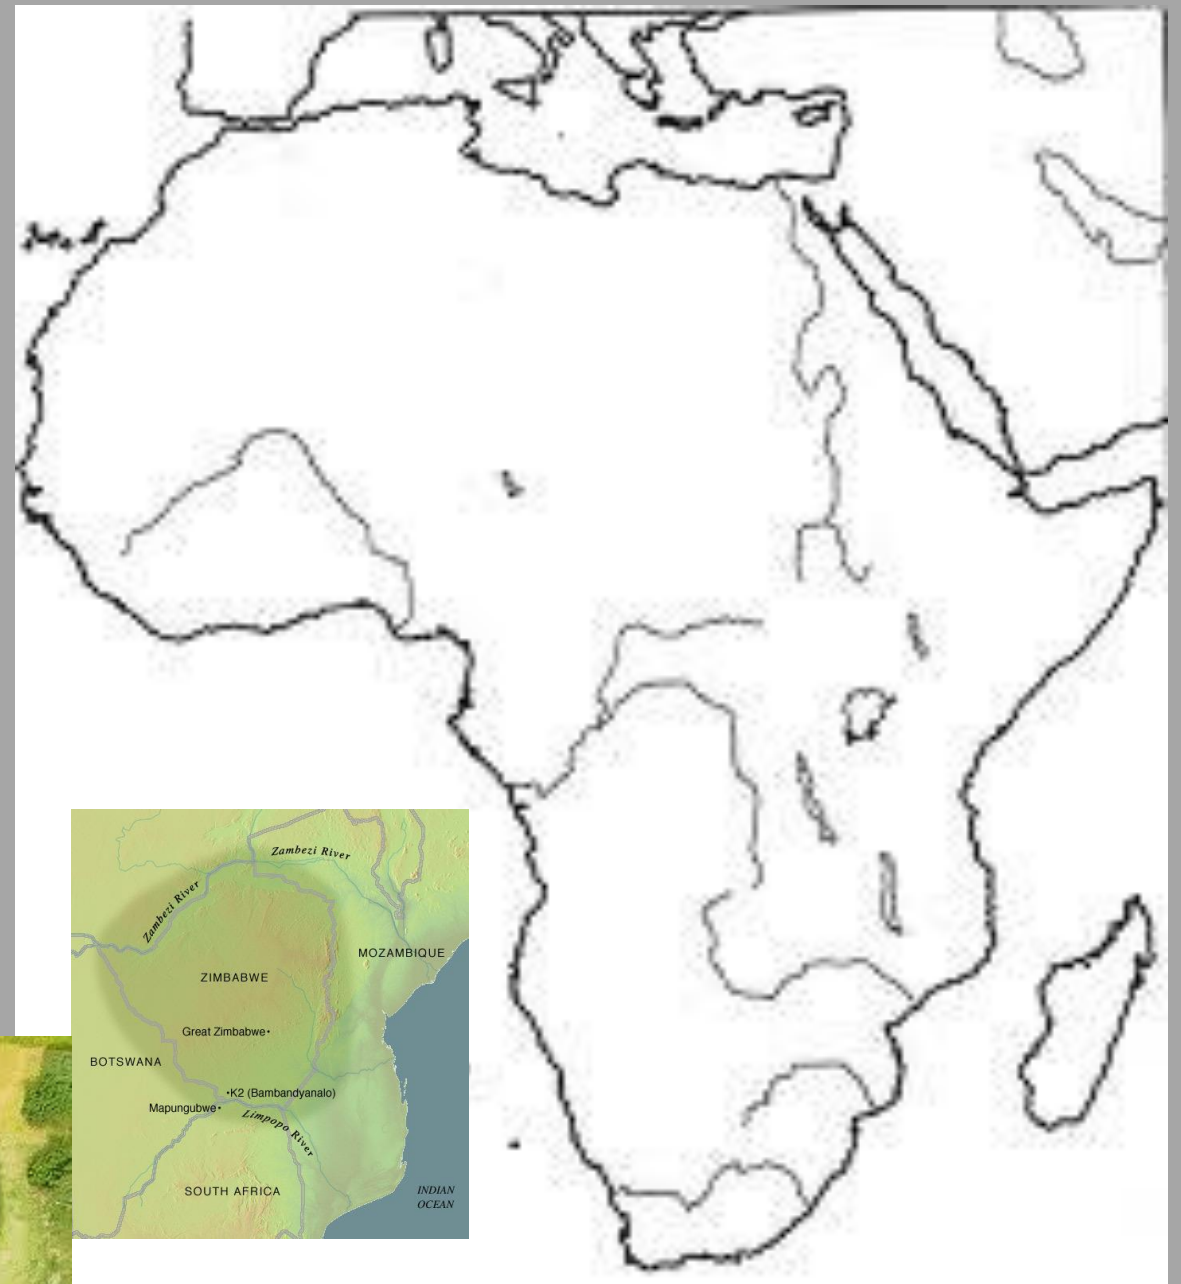 Zambezi River
Zambezi River
MOZAMBIQUE
ZIMBABWE
Great Zimbabwe
BOTSWANA
K2 (Bambandyanalo)
Mapungubwe
Limpopo River
SOUTH AFRICA
INDIAN
OCEAN